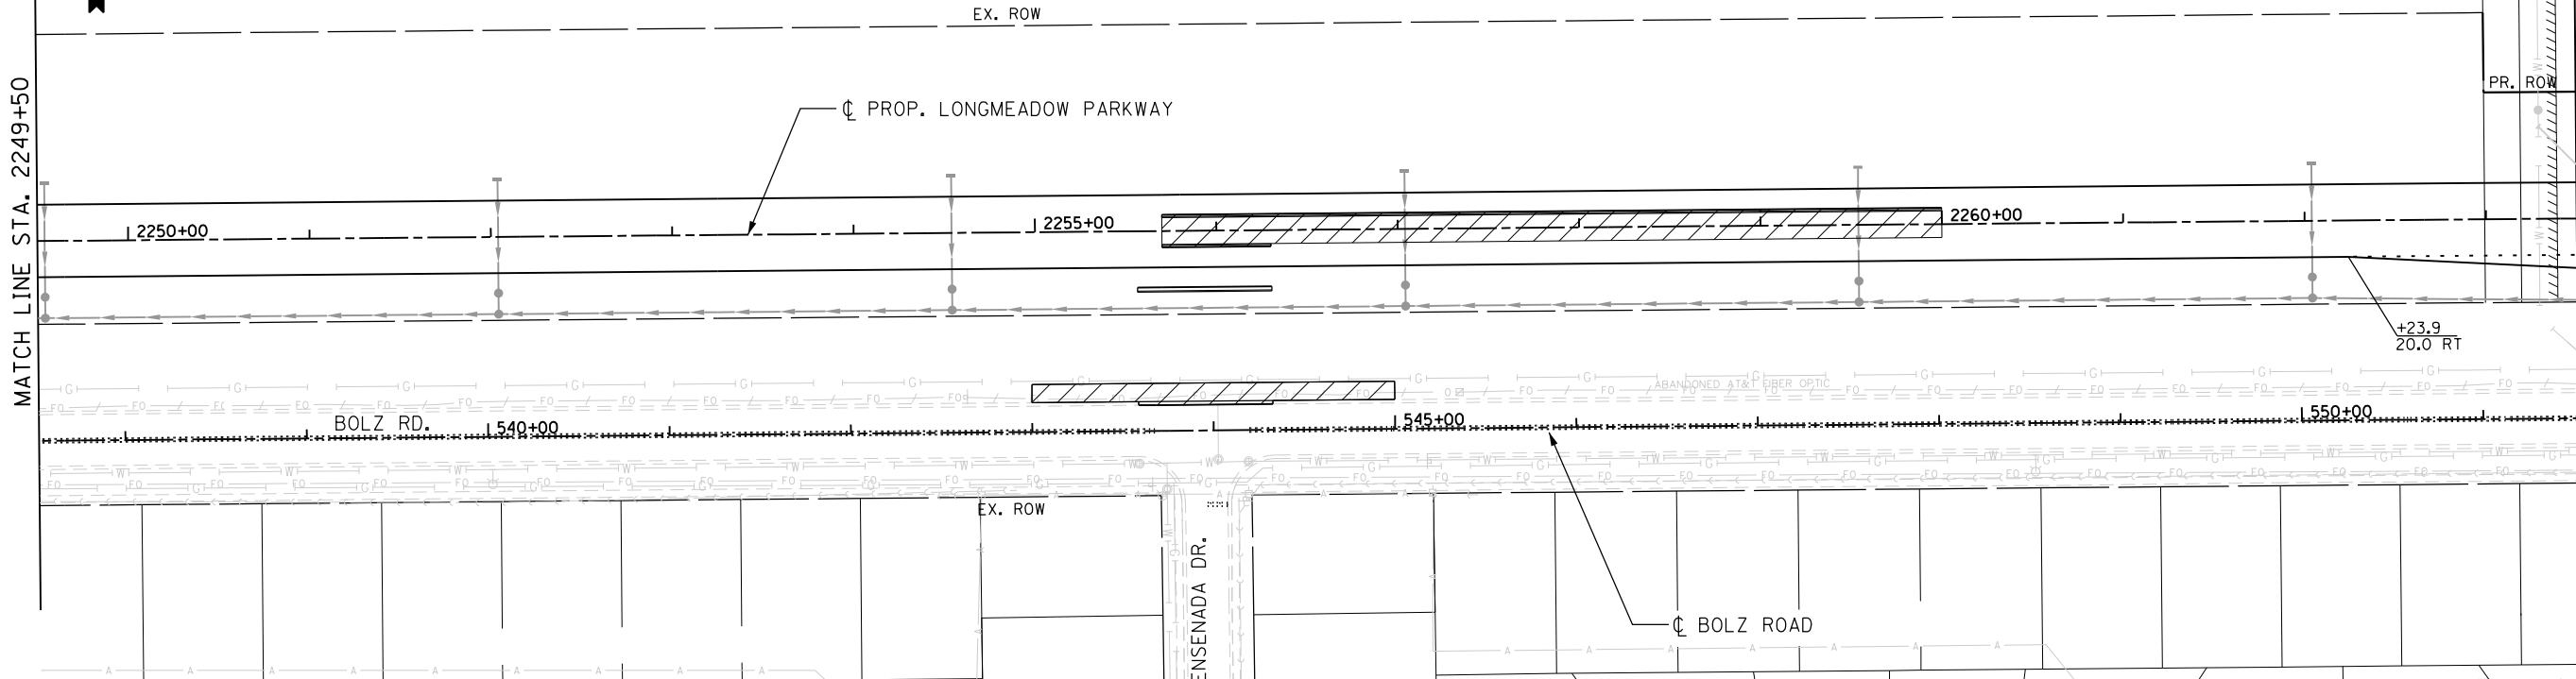 EX. ROW
MATCH LINE STA. 2249+50
℄ PROP. LONGMEADOW PARKWAY
PR. ROW
2250+00
2255+00
2260+00
+23.9
20.0 RT
ABANDONED AT&T FIBER OPTIC
BOLZ RD.
540+00
545+00
550+00
EX. ROW
ENSENADA DR.
℄ BOLZ ROAD